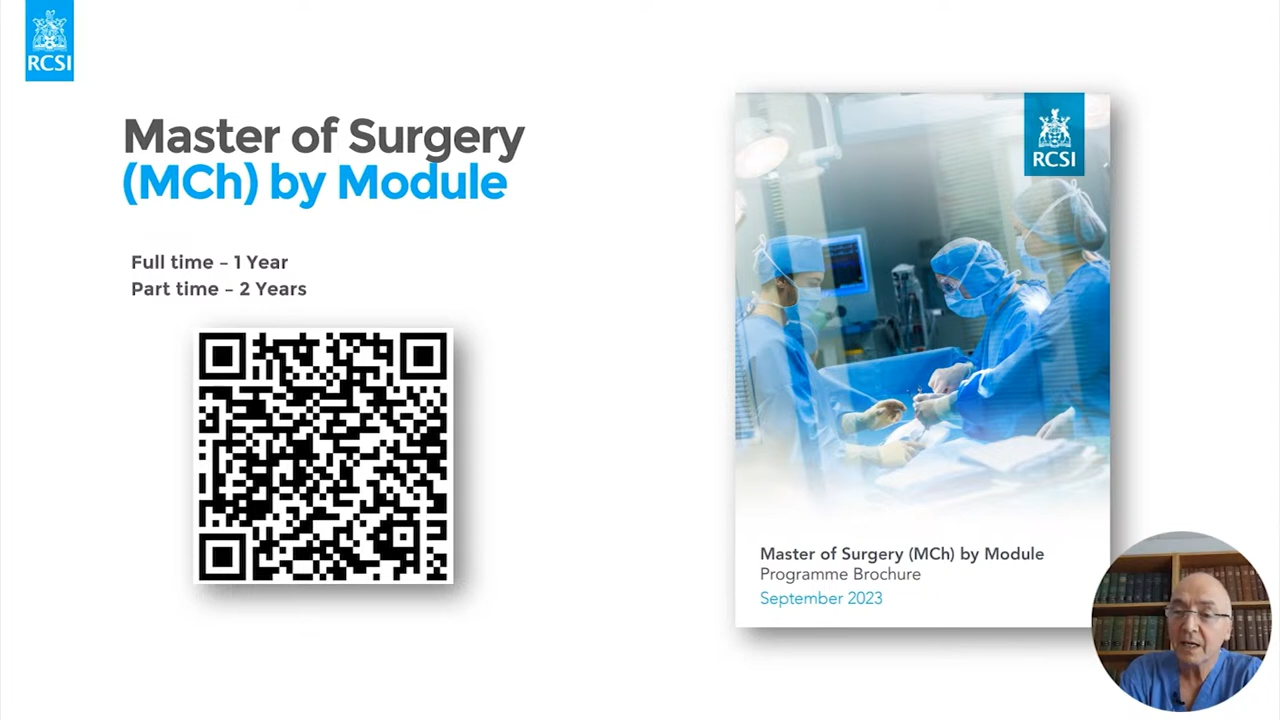 RCSI
Master of Surgery
(MCh) by Module
Full time – 1 Year
Part time – 2 Years
RCSI
Master of Surgery (MCh) by Module
Programme Brochure
September 2023